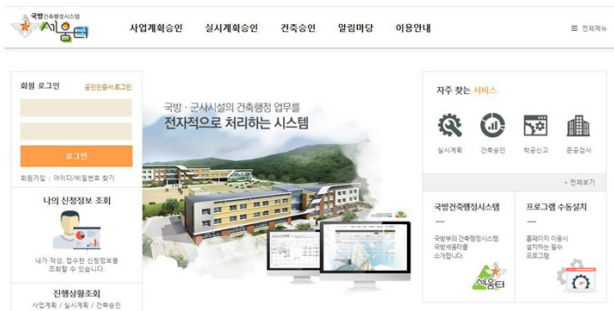 국방건축행정시스템
세움터
사업계획승인 실시계획승인 건축승인 알림마당 이용안내
전체메뉴
회원 로그인 공인인증서로그인
로그인
회원가입 | 아이디/비밀번호 찾기
나의 신청정보 조회
내가 작성, 접수한 신청정보를
조회할 수 있습니다.
진행상황조회
사업계획 / 실시계획 / 건축승인
국방 · 군사시설의 건축행정 업무를
전자적으로 처리하는 시스템
자주 찾는 서비스
실시계획 건축승인 착공신고 준공검사
+ 전체보기
국방건축행정시스템
국방부의 건축행정시스템
국방세움터를
소개합니다.
세움터
프로그램 수동설치
홈페이지 이용시
설치하는 필수
프로그램